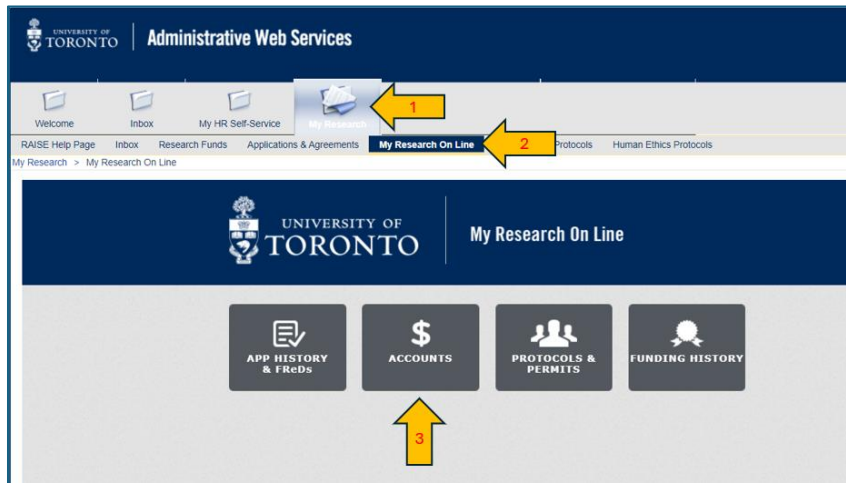 UNIVERSITY OF
TORONTO
Administrative Web Services
Welcome
Inbox
My HR Self-Service
My Research
1
RAISE Help Page
Inbox
Research Funds
Applications & Agreements
My Research On Line
2
Protocols
Human Ethics Protocols
My Research > My Research On Line
UNIVERSITY OF
TORONTO
My Research On Line
APP HISTORY
& FReDs
ACCOUNTS
PROTOCOLS &
PERMITS
FUNDING HISTORY
3